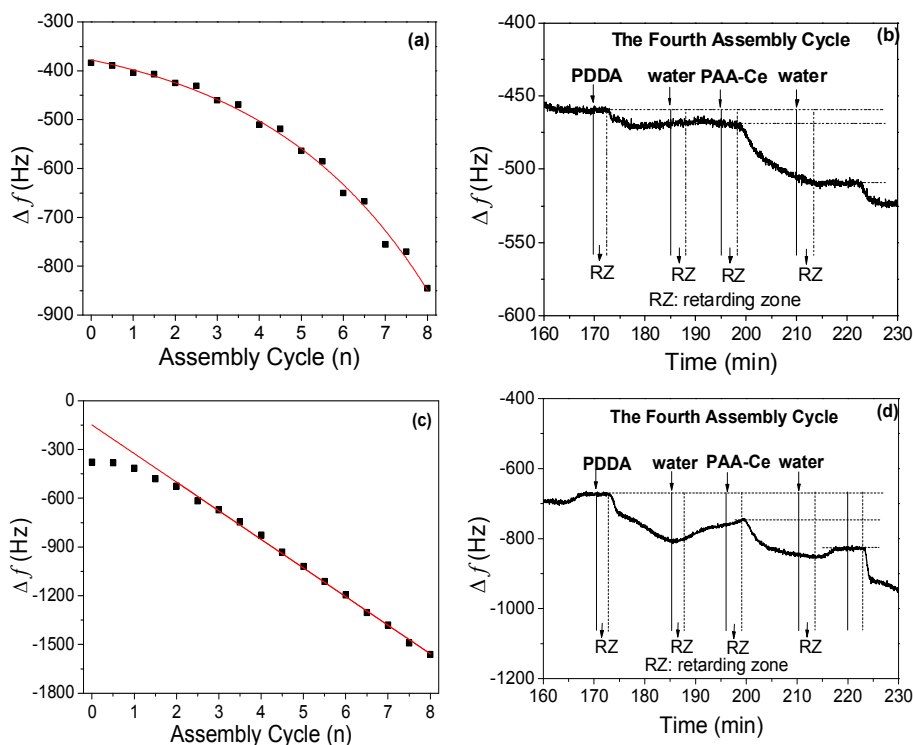 (a)
-300
-400
-500
-600
-700
-800
-900
Δf (Hz)
0 1 2 3 4 5 6 7 8
Assembly Cycle (n)
(b)
The Fourth Assembly Cycle
PDDA water PAA-Ce water
-400
-450
-500
-550
-600
Δf (Hz)
RZ RZ RZ RZ
RZ: retarding zone
160 170 180 190 200 210 220 230
Time (min)
(c)
0
-300
-600
-900
-1200
-1500
-1800
Δf (Hz)
0 1 2 3 4 5 6 7 8
Assembly Cycle (n)
(d)
The Fourth Assembly Cycle
PDDA water PAA-Ce water
-400
-600
-800
-1000
-1200
Δf (Hz)
RZ RZ RZ RZ
RZ: retarding zone
160 170 180 190 200 210 220 230
Time (min)